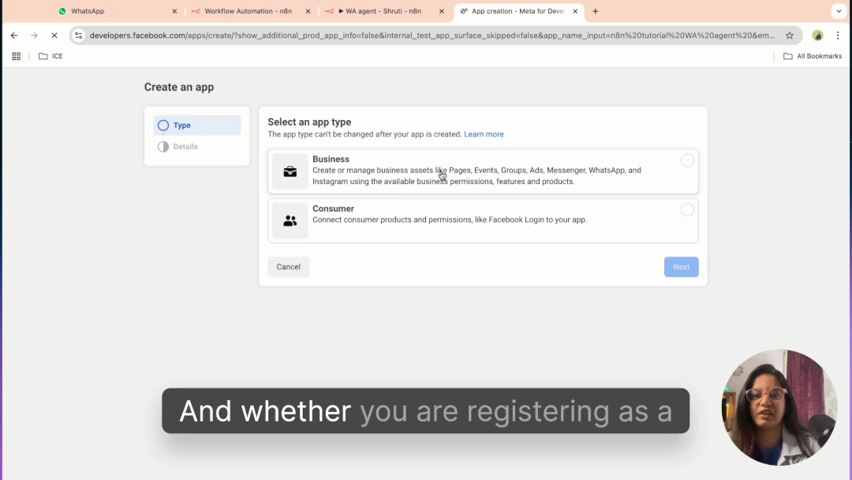 WhatsApp
Workflow Automation - n8n
WA agent - Shruti - n8n
App creation - Meta for Devel
developers.facebook.com/apps/create/?show_additional_prod_app_info=false&internal_test_app_surface_skipped=false&app_name_input=n8n%20tutorial%20WA%20agent%20&em...
ICE
All Bookmarks
Create an app
Type
Details
Select an app type
The app type can't be changed after your app is created. Learn more
Business
Create or manage business assets like Pages, Events, Groups, Ads, Messenger, WhatsApp, and
Instagram using the available business permissions, features and products.
Consumer
Connect consumer products and permissions, like Facebook Login to your app.
Cancel
Next
And whether you are registering as a